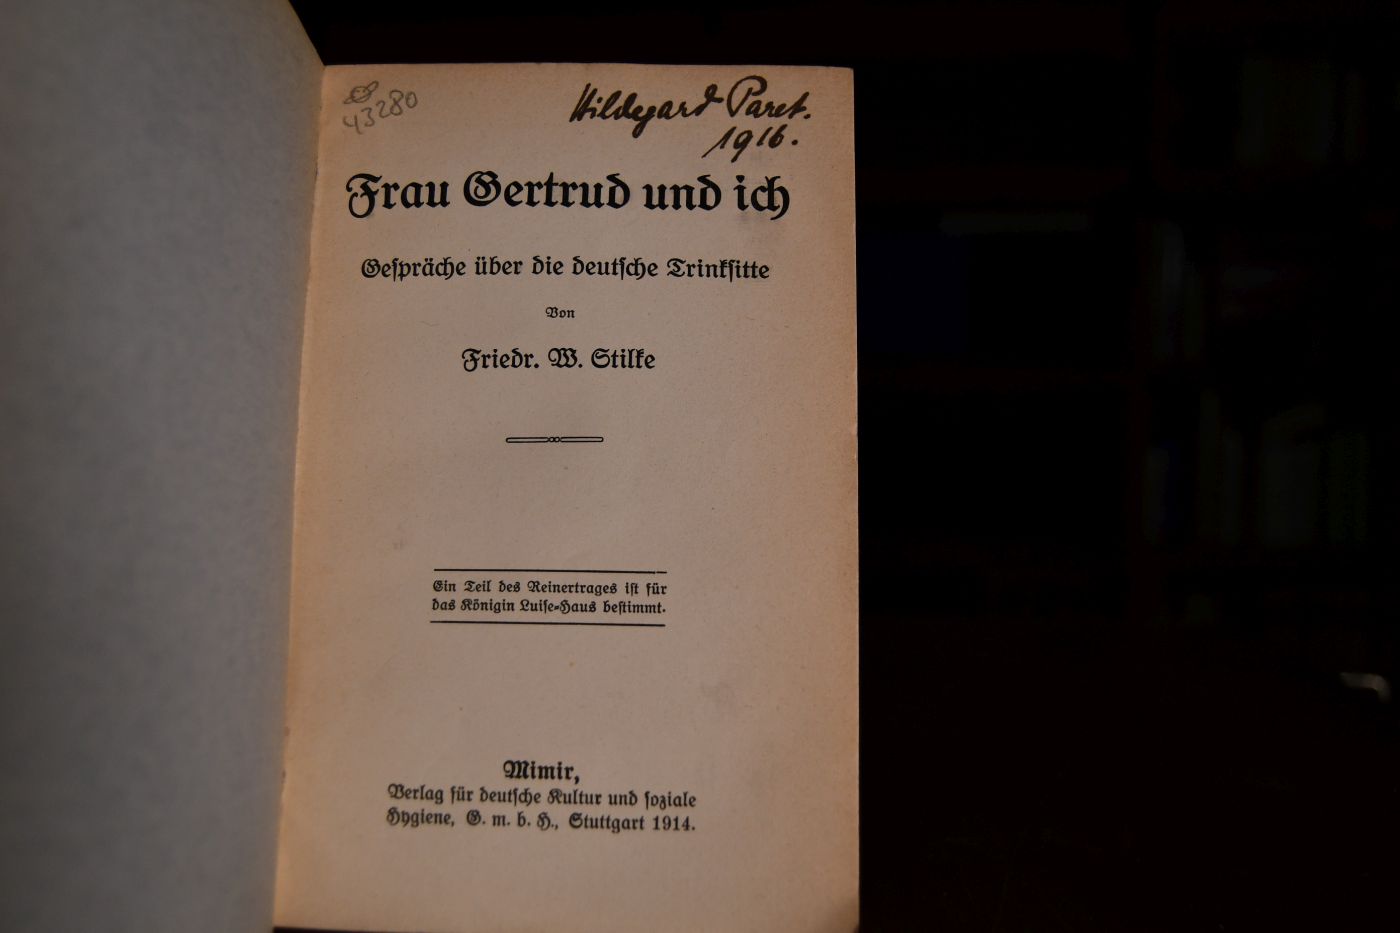 43280
Hildegard Paret.
1916.
Frau Gertrud und ich
Geſpräche über die deutſche Trinkſitte
Von
Friedr. W. Stilke
Ein Teil des Reinertrages iſt für
das Königin Luiſe-Haus beſtimmt.
Mimir,
Verlag für deutſche Kultur und ſoziale
Hygiene, G. m. b. H., Stuttgart 1914.